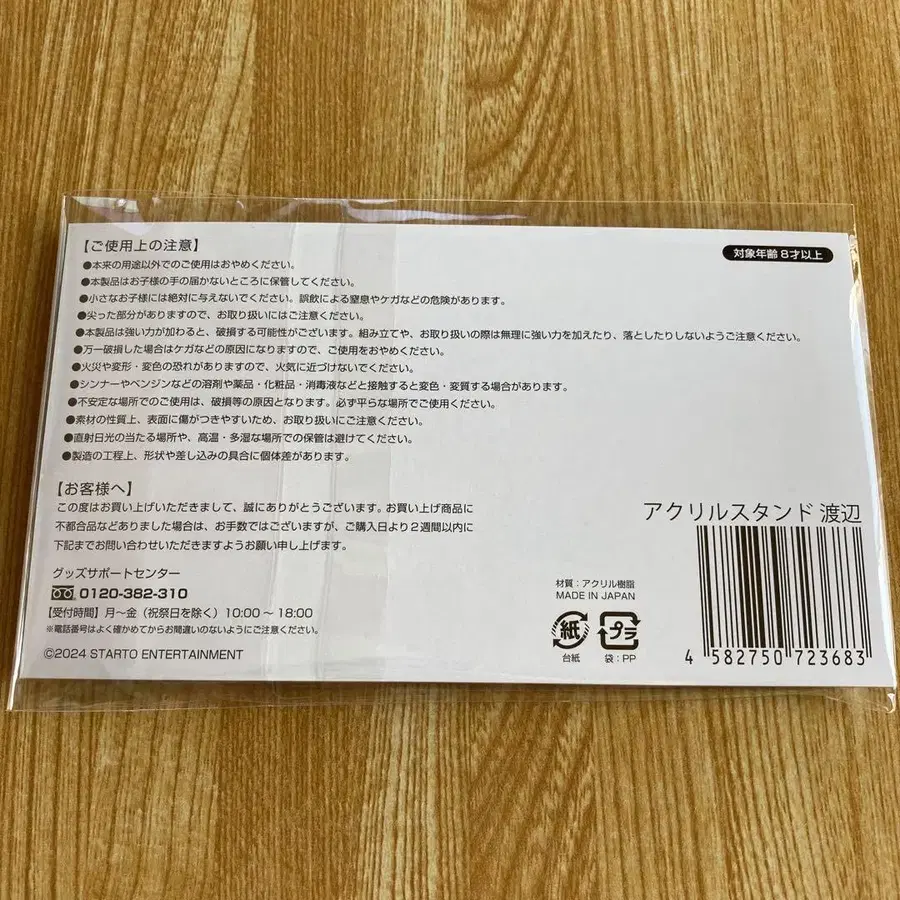 【ご使用上の注意】
対象年齢8才以上
●本来の用途以外でのご使用はおやめください。
●本製品はお子様の手の届かないところに保管してください。
●小さなお子様には絶対に与えないでください。誤飲による窒息やケガなどの危険があります。
●尖った部分がありますので、お取り扱いにはご注意ください。
●本製品は強い力が加わると、破損する可能性がございます。組み立てや、お取り扱いの際は無理に強い力を加えたり、落としたりしないようご注意ください。
●万一破損した場合はケガなどの原因になりますので、ご使用をおやめください。
●火災や変形・変色の恐れがありますので、火気に近づけないでください。
●シンナーやベンジンなどの溶剤や薬品・化粧品・消毒液などと接触すると変色・変質する場合があります。
●不安定な場所でのご使用は、破損等の原因となります。必ず平らな場所でご使用ください。
●素材の性質上、表面に傷がつきやすいため、お取り扱いにご注意ください。
●直射日光の当たる場所や、高温・多湿な場所での保管は避けてください。
●製造の工程上、形状や差し込みの具合に個体差があります。
【お客様へ】
この度はお買い上げいただきまして、誠にありがとうございます。お買い上げ商品に
不都合品などありました場合は、お手数ではございますが、ご購入日より2週間以内に
下記までお問い合わせいただきますようお願い申し上げます。
グッズサポートセンター
0120-382-310
【受付時間】月〜金（祝祭日を除く）10:00〜18:00
※電話番号はよく確かめてからお間違いのないようにご注意ください。
©2024 STARTO ENTERTAINMENT
アクリルスタンド 渡辺
材質：アクリル樹脂
MADE IN JAPAN
紙
プラ
台紙
袋：PP
4 582750 723683